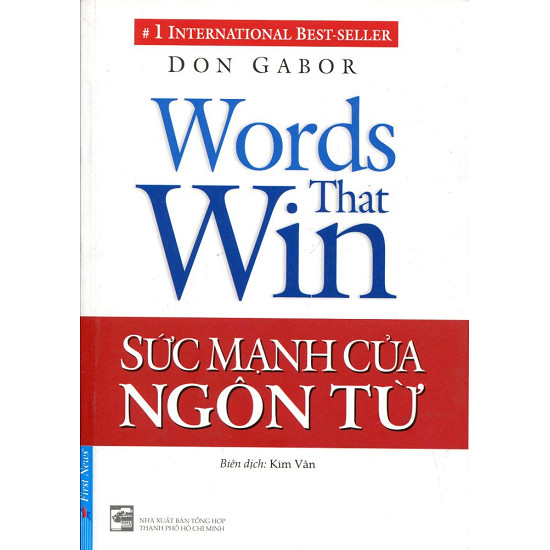 # 1 INTERNATIONAL BEST-SELLER
DON GABOR
Words
That
Win
SỨC MẠNH CỦA
NGÔN TỪ
Biên dịch: Kim Vân
First News
NHÀ XUẤT BẢN TỔNG HỢP
THÀNH PHỐ HỒ CHÍ MINH